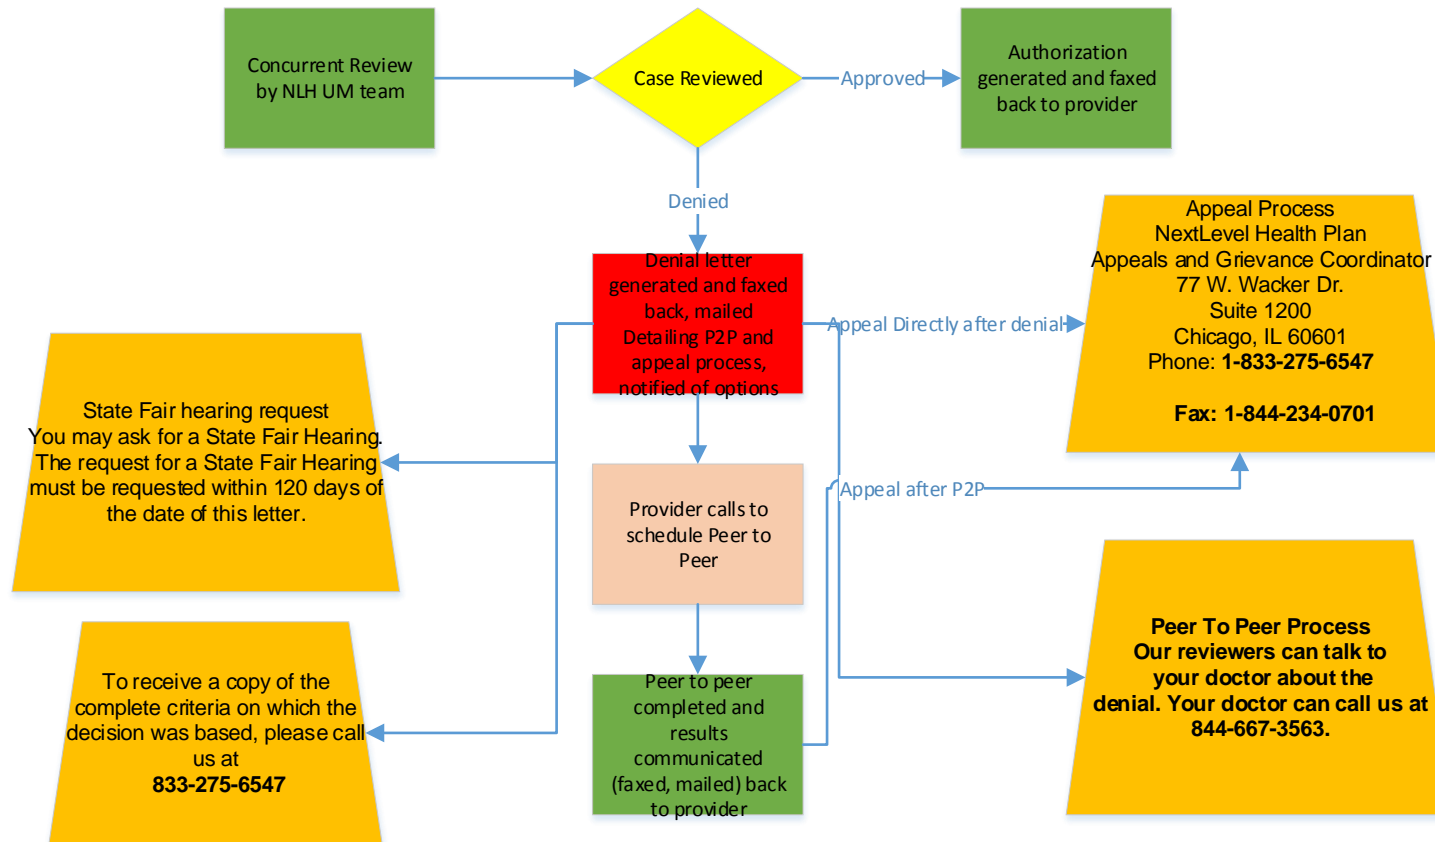 Concurrent Review
by NLH UM team
Case Reviewed
Approved
Authorization
generated and faxed
back to provider
Denied
Denial letter
generated and faxed
back, mailed
Detailing P2P and
appeal process,
notified of options
Appeal Directly after denial
Appeal Process
NextLevel Health Plan
Appeals and Grievance Coordinator
77 W. Wacker Dr.
Suite 1200
Chicago, IL 60601
Phone: 1-833-275-6547
Fax: 1-844-234-0701
State Fair hearing request
You may ask for a State Fair Hearing.
The request for a State Fair Hearing
must be requested within 120 days of
the date of this letter.
Provider calls to
schedule Peer to
Peer
Appeal after P2P
To receive a copy of the
complete criteria on which the
decision was based, please call
us at
833-275-6547
Peer to peer
completed and
results
communicated
(faxed, mailed) back
to provider
Peer To Peer Process
Our reviewers can talk to
your doctor about the
denial. Your doctor can call us at
844-667-3563.